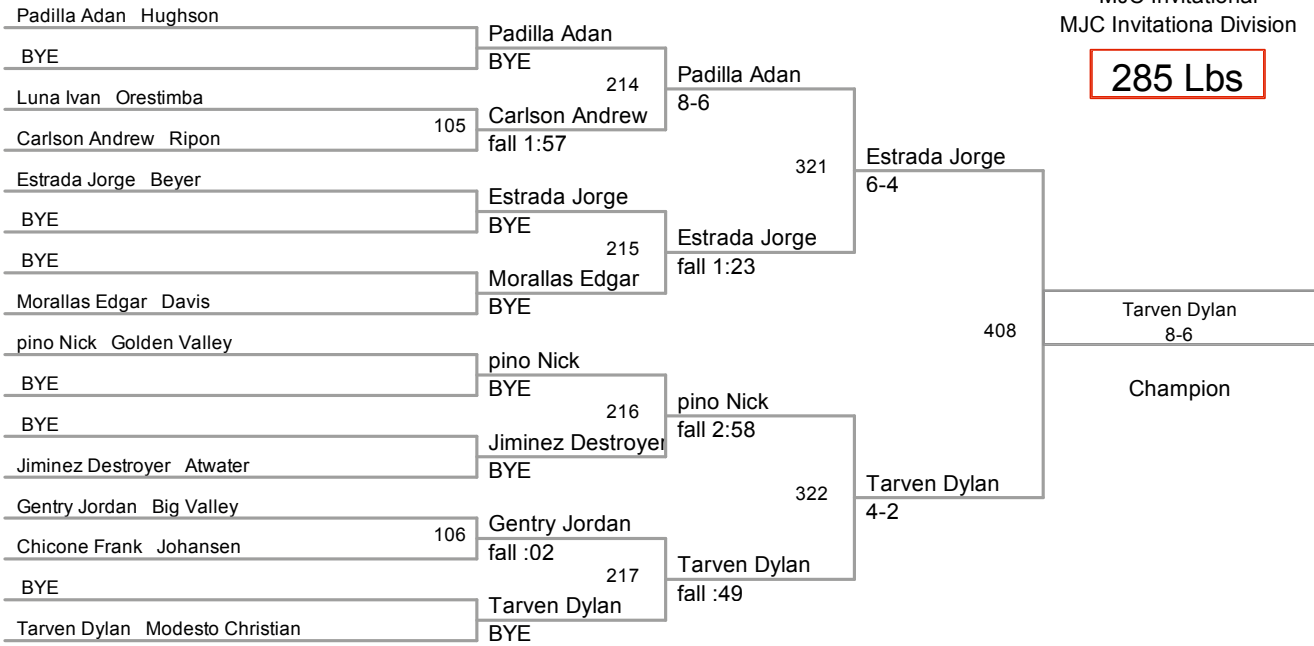 MJC Invitational
MJC Invitationa Division
285 Lbs
Padilla Adan Hughson
BYE
Luna Ivan Orestimba
Carlson Andrew Ripon
Estrada Jorge Beyer
BYE
BYE
Morallas Edgar Davis
pino Nick Golden Valley
BYE
BYE
Jiminez Destroyer Atwater
Gentry Jordan Big Valley
Chicone Frank Johansen
BYE
Tarven Dylan Modesto Christian
105
106
Padilla Adan
BYE
Carlson Andrew
fall 1:57
Estrada Jorge
BYE
Morallas Edgar
BYE
pino Nick
BYE
Jiminez Destroyer
BYE
Gentry Jordan
fall :02
Tarven Dylan
BYE
214
215
216
217
Padilla Adan
8-6
Estrada Jorge
fall 1:23
pino Nick
fall 2:58
Tarven Dylan
fall :49
321
322
Estrada Jorge
6-4
Tarven Dylan
4-2
408
Tarven Dylan
8-6
Champion